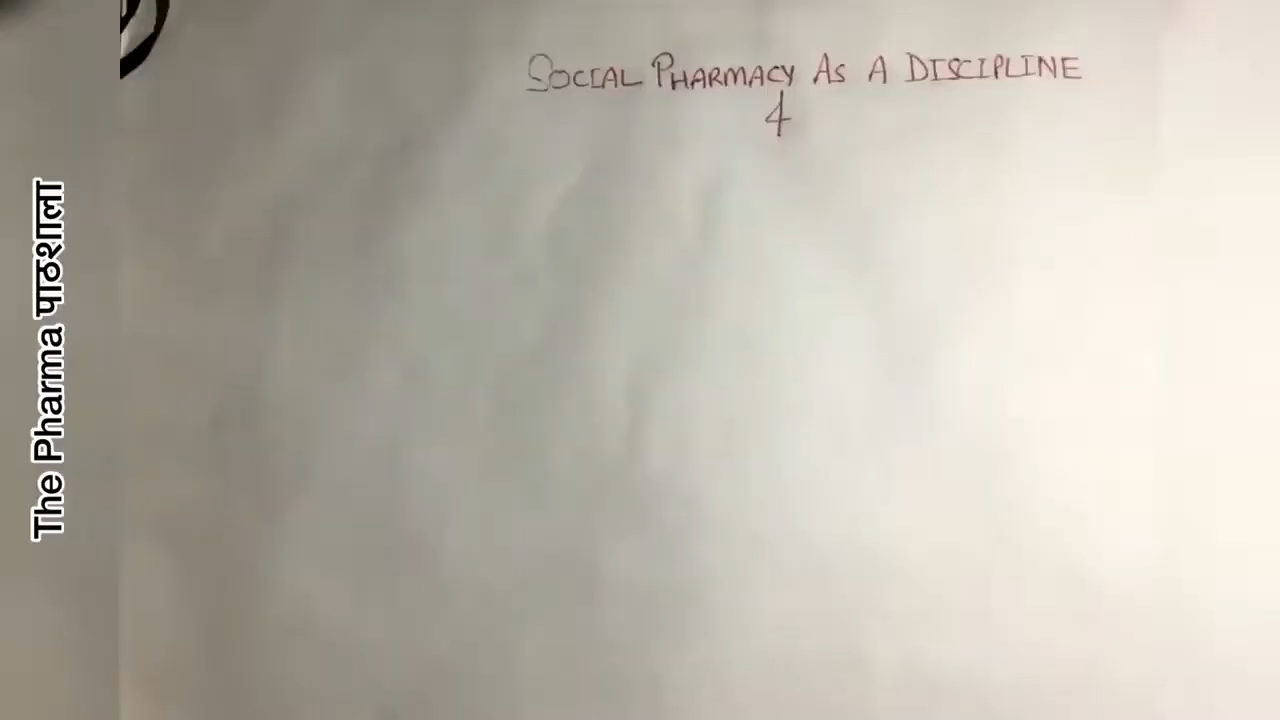 SOCIAL PHARMACY AS A DISCIPLINE
4
The Pharma पाठशाला